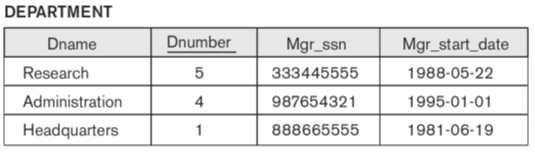 DEPARTMENT
Dname Dnumber Mgr_ssn Mgr_start_date
Research 5 333445555 1988-05-22
Administration 4 987654321 1995-01-01
Headquarters 1 888665555 1981-06-19